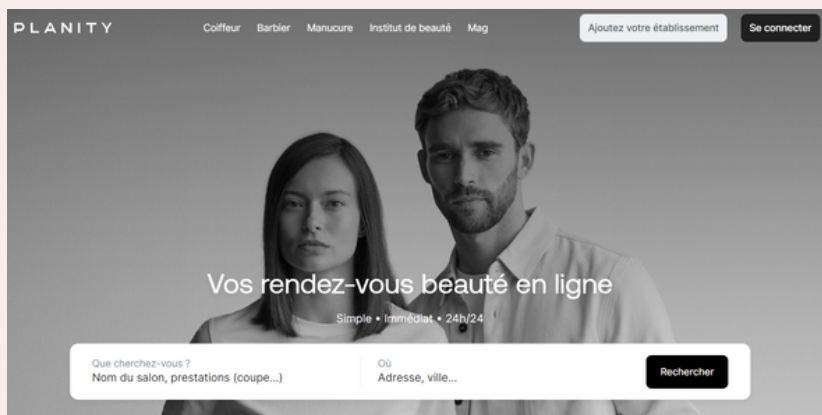 PLANITY
Coiffeur Barbier Manucure Institut de beauté Mag
Ajoutez votre établissement
Se connecter
Vos rendez-vous beauté en ligne
Simple • Immédiat • 24h/24
Que cherchez-vous ?
Nom du salon, prestations (coupe...)
Où
Adresse, ville...
Rechercher